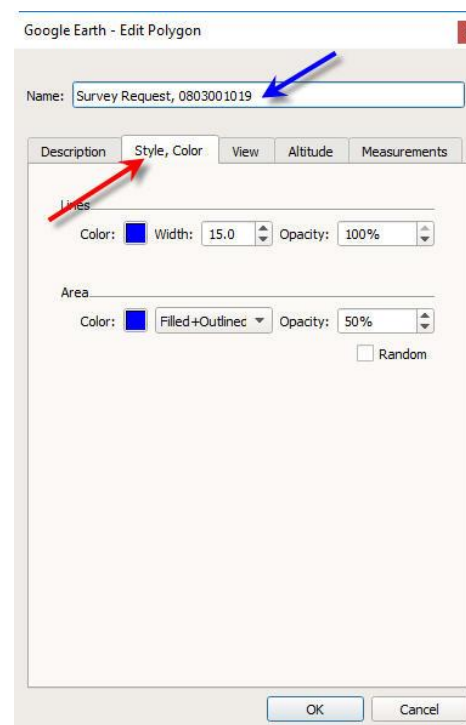 Google Earth - Edit Polygon
Name: Survey Request, 0803001019
Description Style, Color View Altitude Measurements
Lines
Color: Width: 15.0 Opacity: 100%
Area
Color: Filled+Outlined Opacity: 50%
Random
OK Cancel